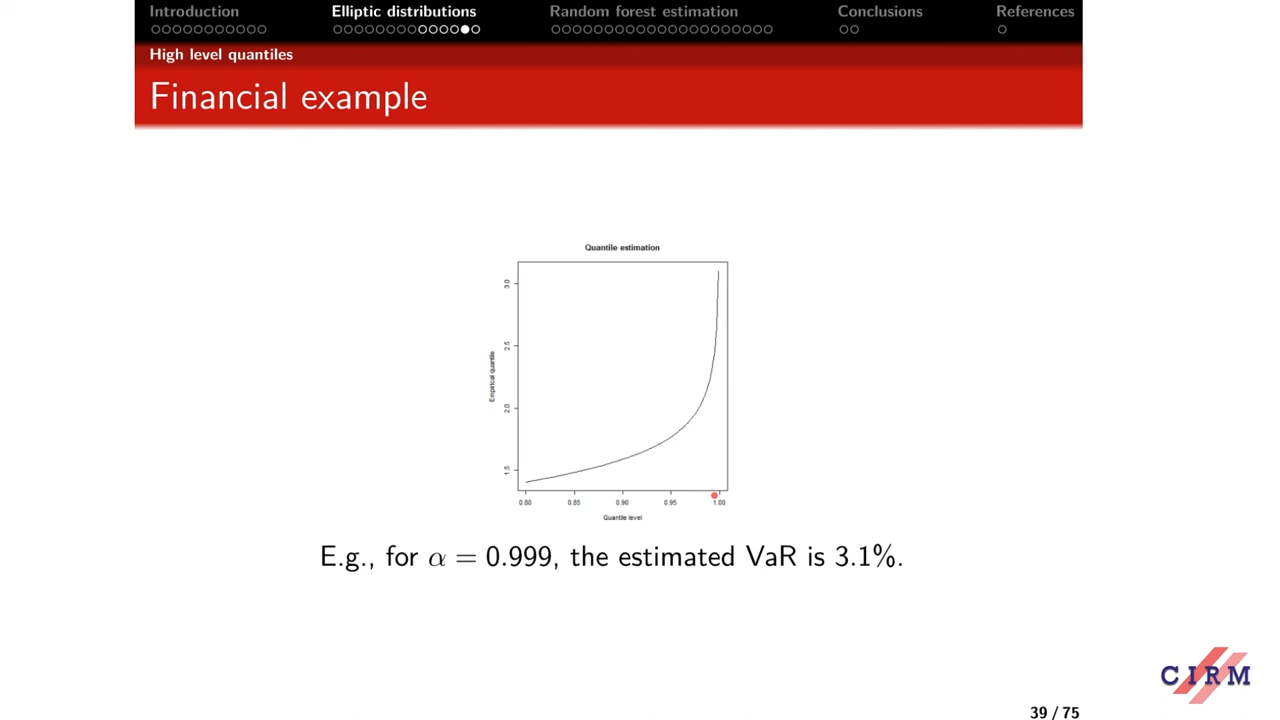 Introduction Elliptic distributions Random forest estimation Conclusions References
High level quantiles
Financial example
Quantile estimation
Empirical quantile
3.0
2.5
2.0
1.5
0.80 0.85 0.90 0.95 1.00
Quantile level
E.g., for α = 0.999, the estimated VaR is 3.1%.
CIRM
39 / 75